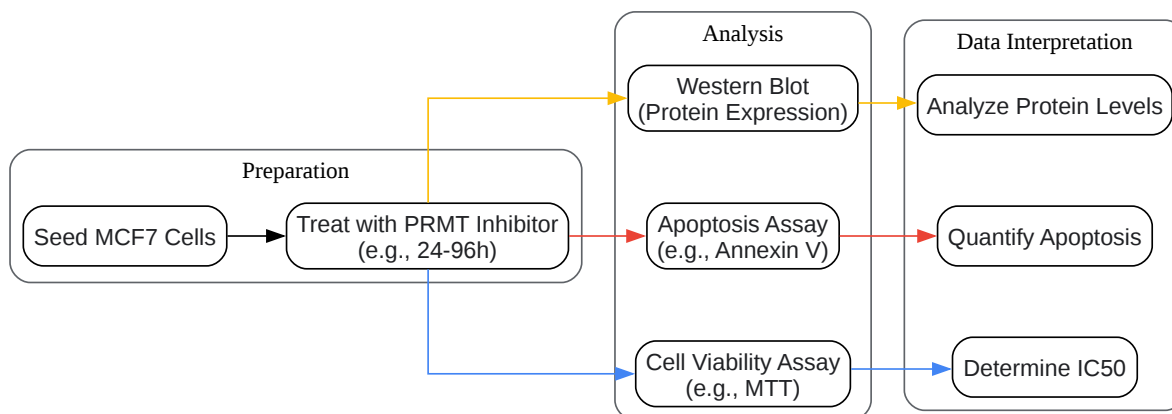 Preparation
Seed MCF7 Cells
Treat with PRMT Inhibitor
(e.g., 24-96h)
Analysis
Western Blot
(Protein Expression)
Apoptosis Assay
(e.g., Annexin V)
Cell Viability Assay
(e.g., MTT)
Data Interpretation
Analyze Protein Levels
Quantify Apoptosis
Determine IC50